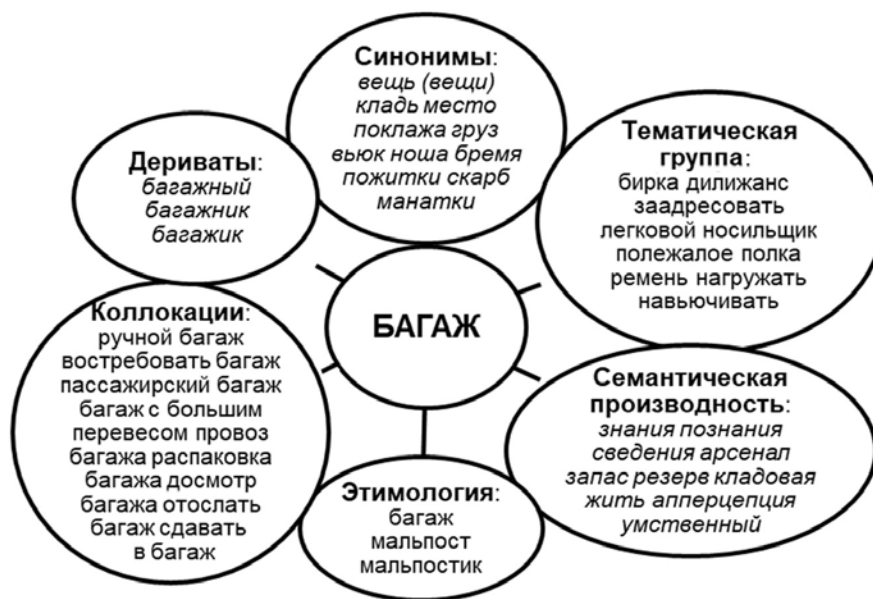 Синонимы:
вещь (вещи)
кладь место
поклажа груз
вьюк ноша бремя
пожитки скарб
манатки
Дериваты:
багажный
багажник
багажик
Тематическая
группа:
бирка дилижанс
заадресовать
легковой носильщик
полежалое полка
ремень нагружать
навьючивать
БАГАЖ
Коллокации:
ручной багаж
востребовать багаж
пассажирский багаж
багаж с большим
перевесом провоз
багажа распаковка
багажа досмотр
багажа отослать
багаж сдавать
в багаж
Семантическая
производность:
знания познания
сведения арсенал
запас резерв кладовая
жить апперцепция
умственный
Этимология:
багаж
мальпост
мальпостик